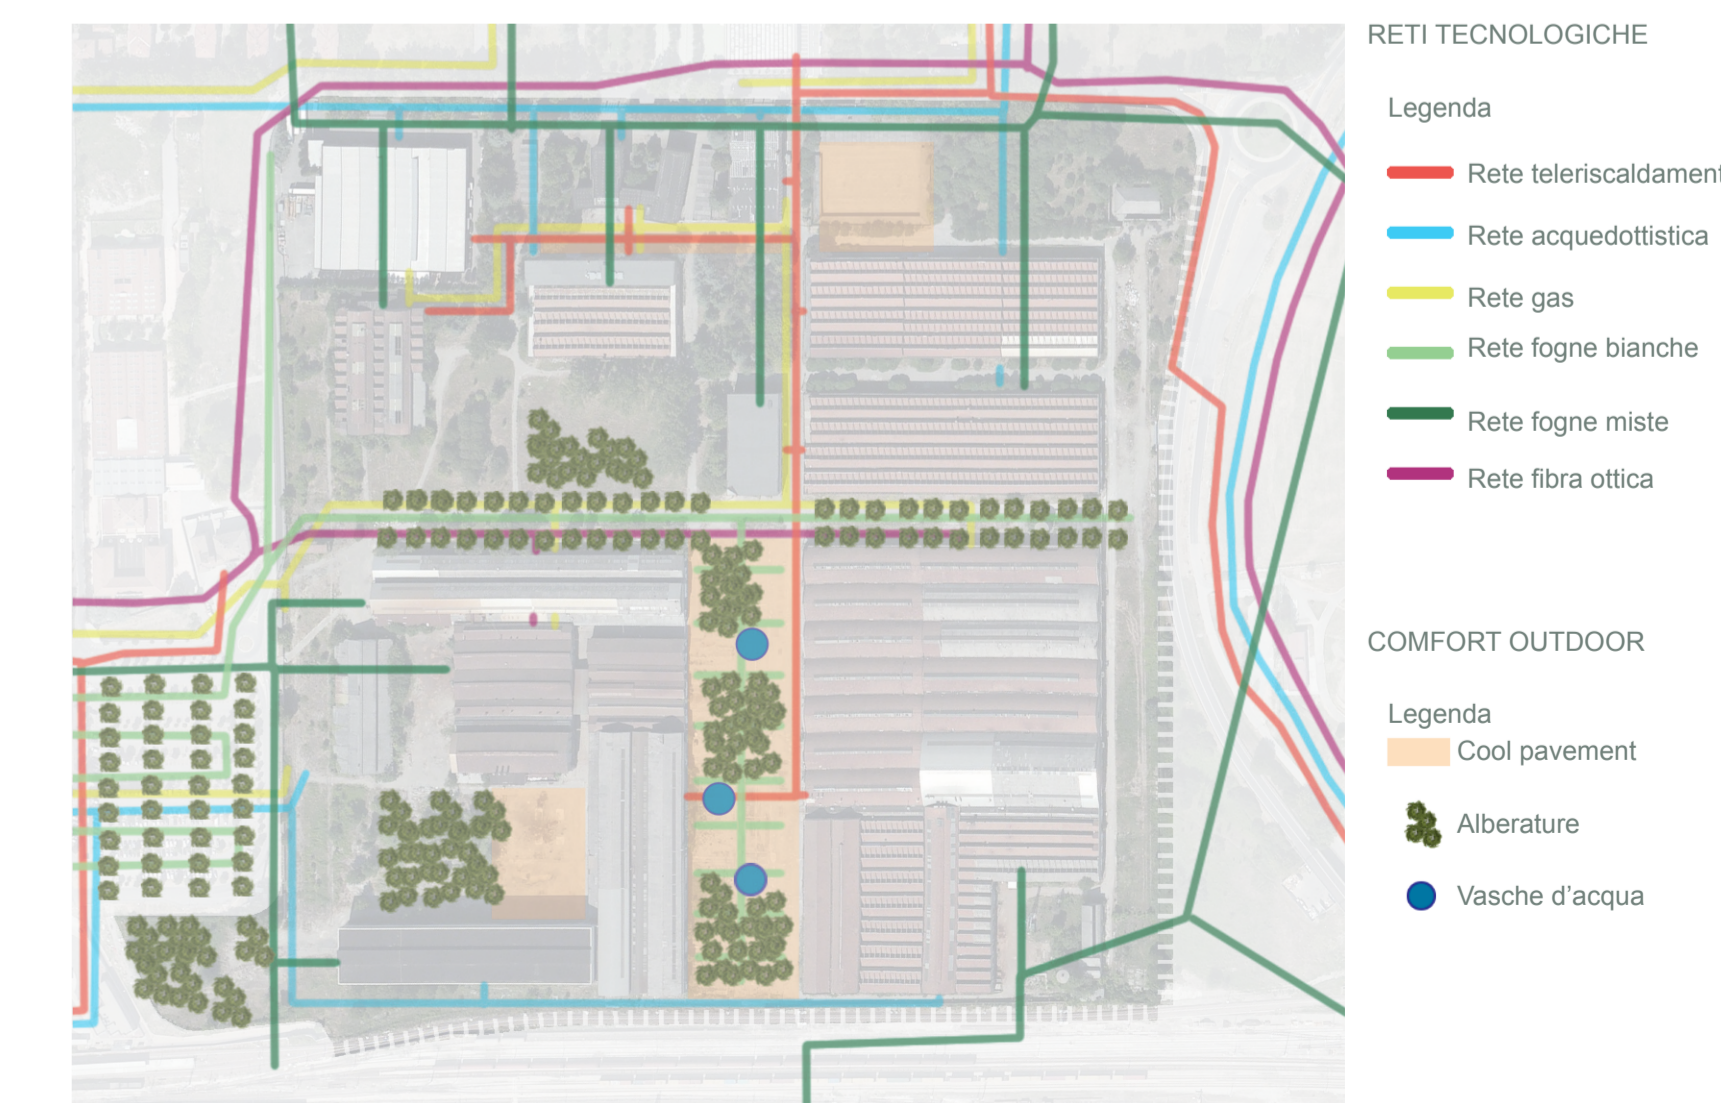 RETI TECNOLOGICHE
Legenda
Rete teleriscaldament
Rete acquedottistica
Rete gas
Rete fogne bianche
Rete fogne miste
Rete fibra ottica
COMFORT OUTDOOR
Legenda
Cool pavement
Alberature
Vasche d’acqua